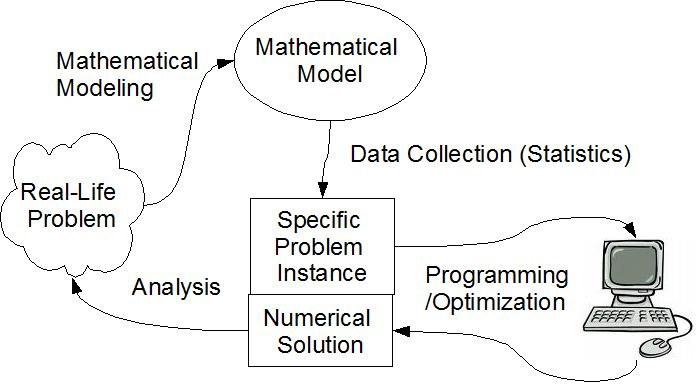 Mathematical
Model
Mathematical
Modeling
Data Collection (Statistics)
Real-Life
Problem
Specific
Problem
Instance
Analysis
Programming
/Optimization
Numerical
Solution